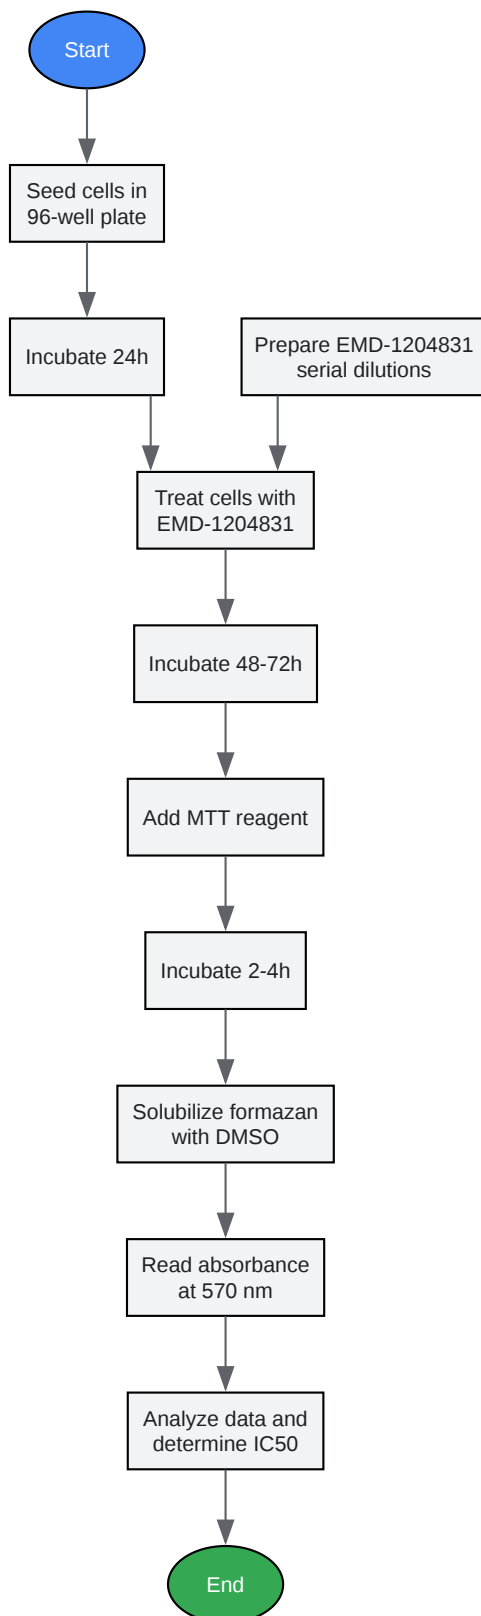 Start
Seed cells in
96-well plate
Incubate 24h
Prepare EMD-1204831
serial dilutions
Treat cells with
EMD-1204831
Incubate 48-72h
Add MTT reagent
Incubate 2-4h
Solubilize formazan
with DMSO
Read absorbance
at 570 nm
Analyze data and
determine IC50
End